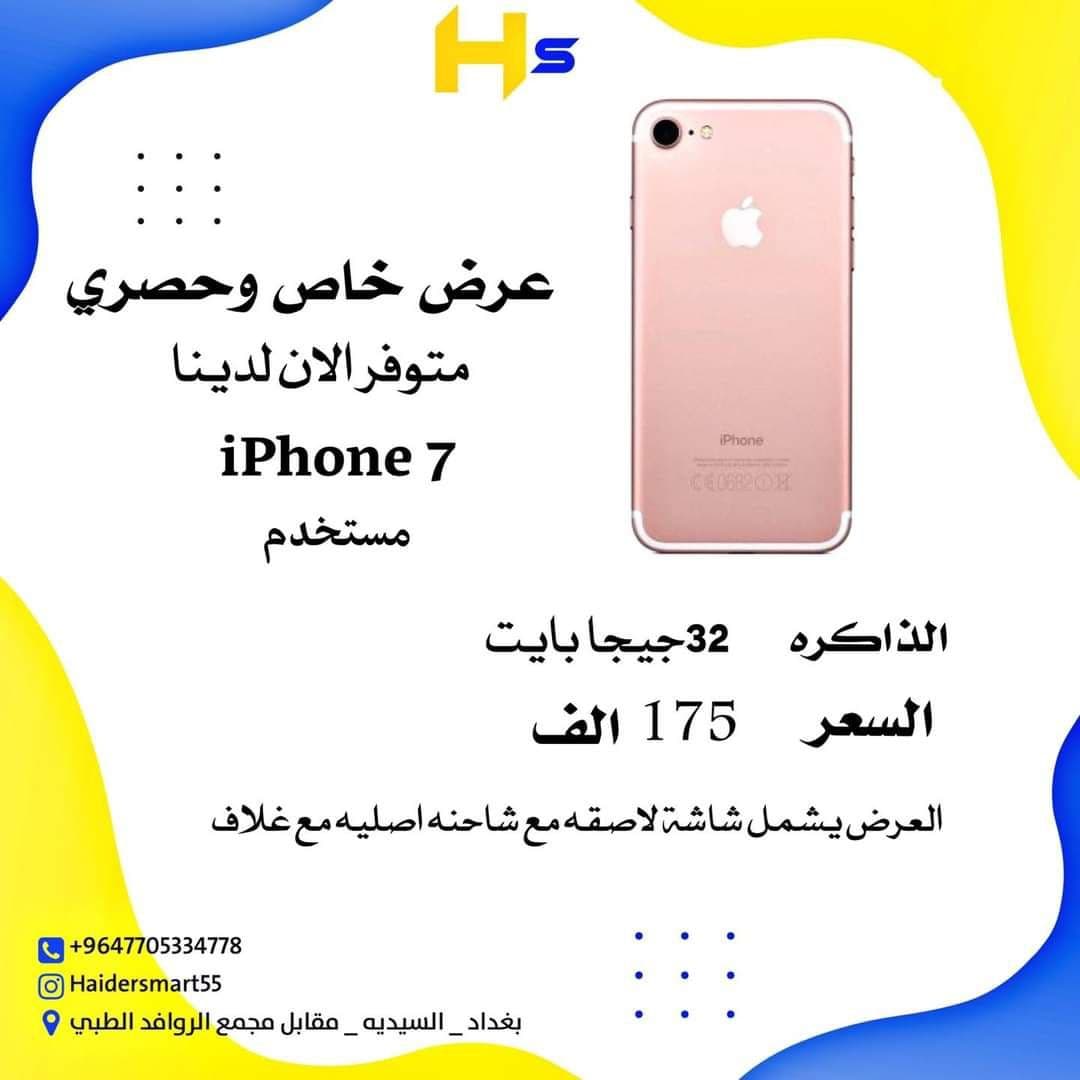 HS
عرض خاص وحصري
متوفر الان لدينا
iPhone 7
مستخدم
iPhone
الذاكره 32جيجا بايت
السعر 175 الف
العرض يشمل شاشة لاصقه مع شاحنه اصليه مع غلاف
+9647705334778
Haidersmart55
بغداد _ السيديه _ مقابل مجمع الروافد الطبي